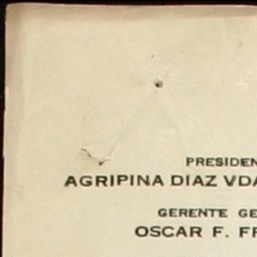 PRESIDEN
AGRIPINA DIAZ VDA
GERENTE GE
OSCAR F. FR